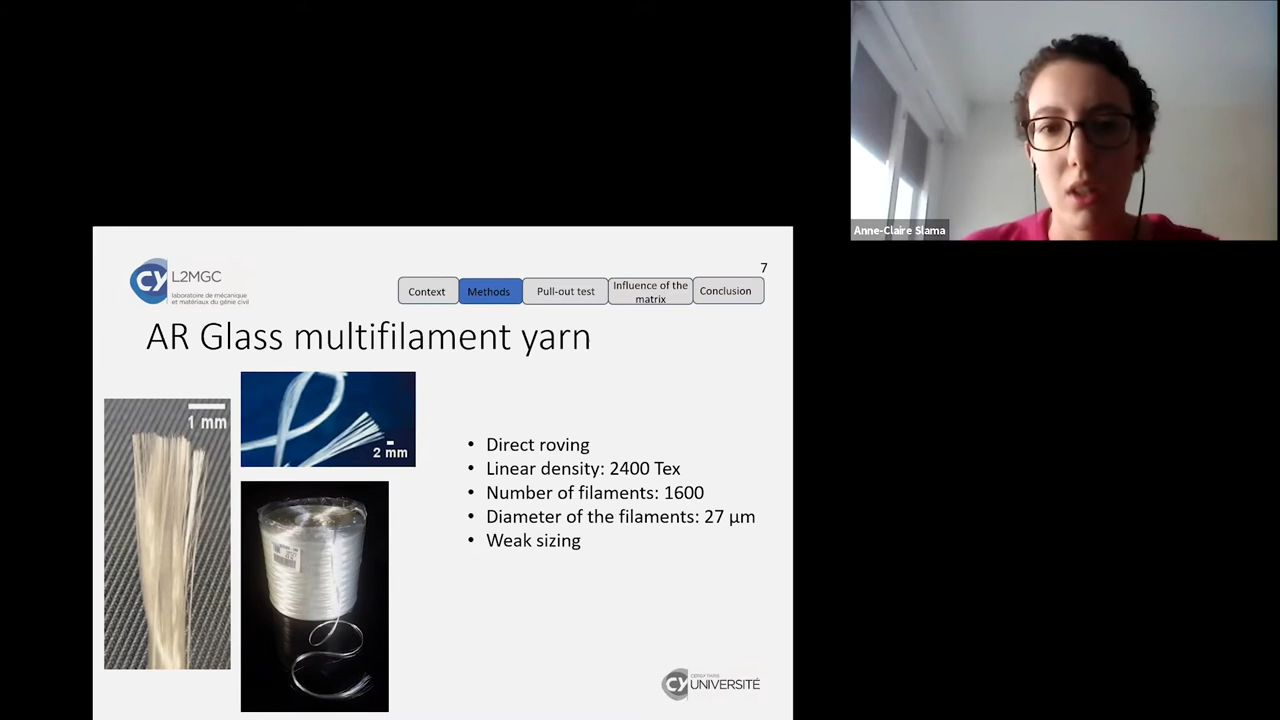 Anne-Claire Slama
7
CY L2MGC
laboratoire de mécanique
et matériaux du génie civil
Context
Methods
Pull-out test
Influence of the
matrix
Conclusion
AR Glass multifilament yarn
1 mm
2 mm
• Direct roving
• Linear density: 2400 Tex
• Number of filaments: 1600
• Diameter of the filaments: 27 µm
• Weak sizing
CERGY PARIS
CY UNIVERSITÉ